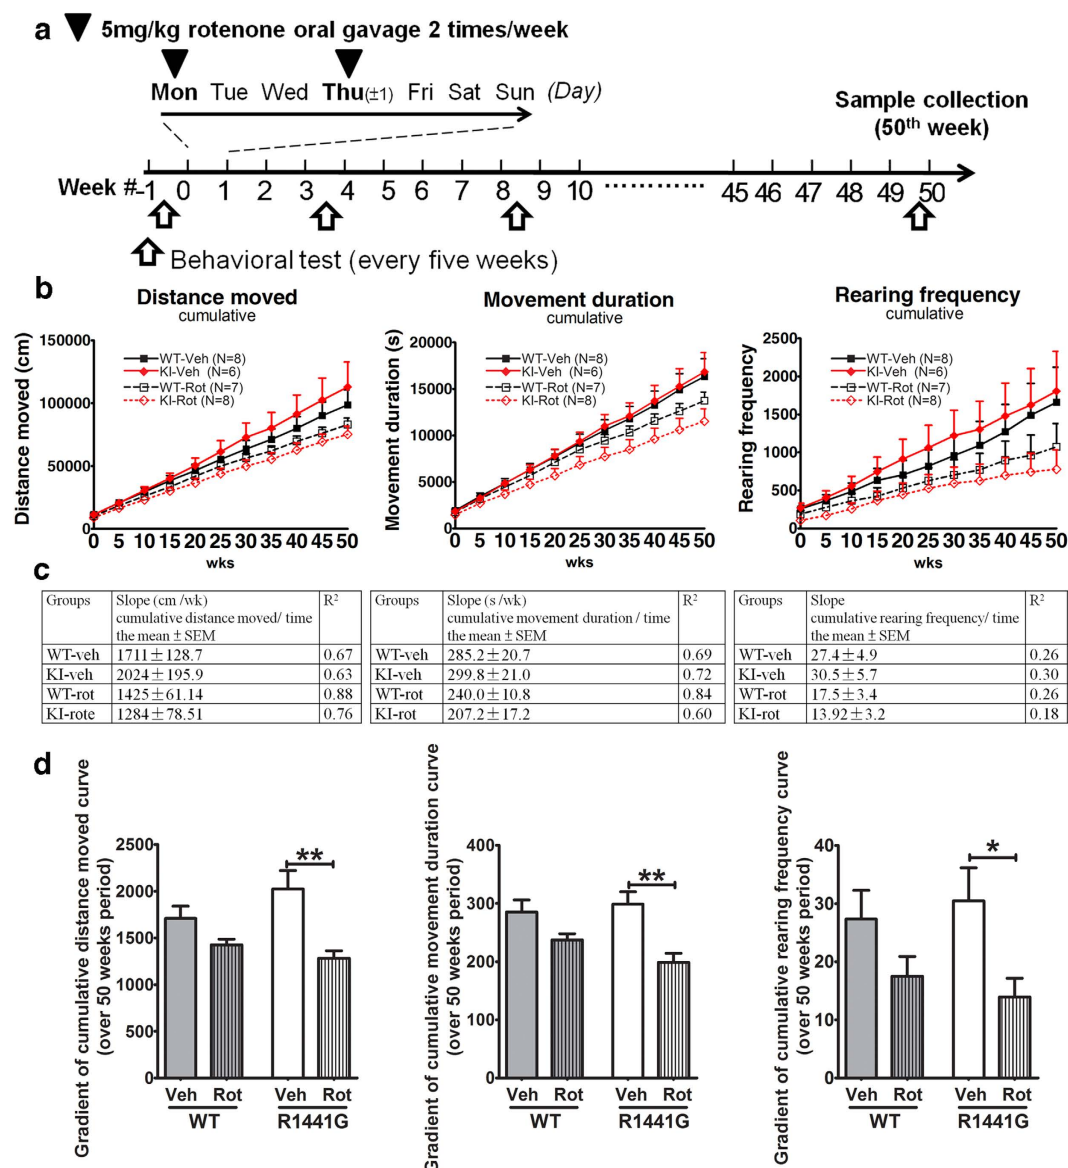 a
5mg/kg rotenone oral gavage 2 times/week
Mon Tue Wed Thu(±1) Fri Sat Sun (Day)
Sample collection
(50th week)
Week # -1 0 1 2 3 4 5 6 7 8 9 10 45 46 47 48 49 50
Behavioral test (every five weeks)
b
Distance moved
cumulative
Distance moved (cm)
150000
100000
50000
0
WT-Veh (N=8)
KI-Veh (N=6)
WT-Rot (N=7)
KI-Rot (N=8)
0 5 10 15 20 25 30 35 40 45 50
wks
Movement duration
cumulative
Movement duration (s)
20000
15000
10000
5000
0
WT-Veh (N=8)
KI-Veh (N=6)
WT-Rot (N=7)
KI-Rot (N=8)
0 5 10 15 20 25 30 35 40 45 50
wks
Rearing frequency
cumulative
Rearing frequency
2500
2000
1500
1000
500
0
WT-Veh (N=8)
KI-Veh (N=6)
WT-Rot (N=7)
KI-Rot (N=8)
0 5 10 15 20 25 30 35 40 45 50
wks
c
Groups Slope (cm /wk) R2
cumulative distance moved/ time
the mean ± SEM
WT-veh 1711±128.7 0.67
KI-veh 2024±195.9 0.63
WT-rot 1425±61.14 0.88
KI-rote 1284±78.51 0.76
Groups Slope (s /wk) R2
cumulative movement duration / time
the mean ± SEM
WT-veh 285.2±20.7 0.69
KI-veh 299.8±21.0 0.72
WT-rot 240.0±10.8 0.84
KI-rot 207.2±17.2 0.60
Groups Slope R2
cumulative rearing frequency/ time
the mean ± SEM
WT-veh 27.4±4.9 0.26
KI-veh 30.5±5.7 0.30
WT-rot 17.5±3.4 0.26
KI-rot 13.92±3.2 0.18
d
Gradient of cumulative distance moved curve
(over 50 weeks period)
2500
2000
1500
1000
500
0
**
Veh Rot Veh Rot
WT R1441G
Gradient of cumulative movement duration curve
(over 50 weeks period)
400
300
200
100
0
**
Veh Rot Veh Rot
WT R1441G
Gradient of cumulative rearing frequency curve
(over 50 weeks period)
40
30
20
10
0
*
Veh Rot Veh Rot
WT R1441G